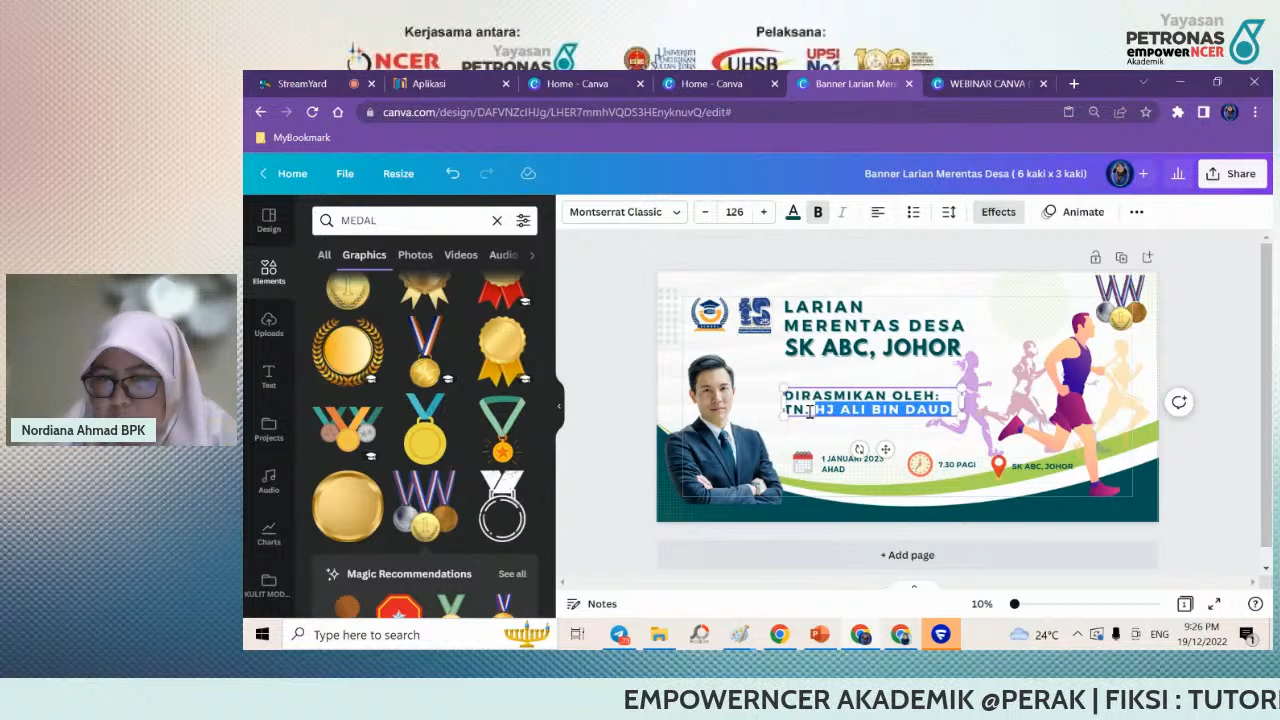 Kerjasama antara:
Pelaksana:
NCER
Yayasan
PETRONAS
UHSB
UPSI
No1
100
Yayasan
PETRONAS
empowerNCER
Akademik
StreamYard
Aplikasi
Home - Canva
Home - Canva
Banner Larian Mere
WEBINAR CANVA (
canva.com/design/DAFVNZcIHJg/LHER7mmhVQDS3HEnyknuvQ/edit#
MyBookmark
Home
File
Resize
Banner Larian Merentas Desa ( 6 kaki x 3 kaki)
Share
Design
Elements
Uploads
Text
Projects
Audio
Charts
KULIT MOD...
MEDAL
All
Graphics
Photos
Videos
Audio
Magic Recommendations
See all
Montserrat Classic
126
A
B
I
Effects
Animate
LARIAN
MERENTAS DESA
SK ABC, JOHOR
DIRASMIKAN OLEH:
TN. HJ ALI BIN DAUD
1 JANUARI 2023
AHAD
7.30 PAGI
SK ABC, JOHOR
+ Add page
Notes
10%
1
Type here to search
24°C
ENG
9:26 PM
19/12/2022
Nordiana Ahmad BPK
EMPOWERNCER AKADEMIK @PERAK | FIKSI : TUTOR